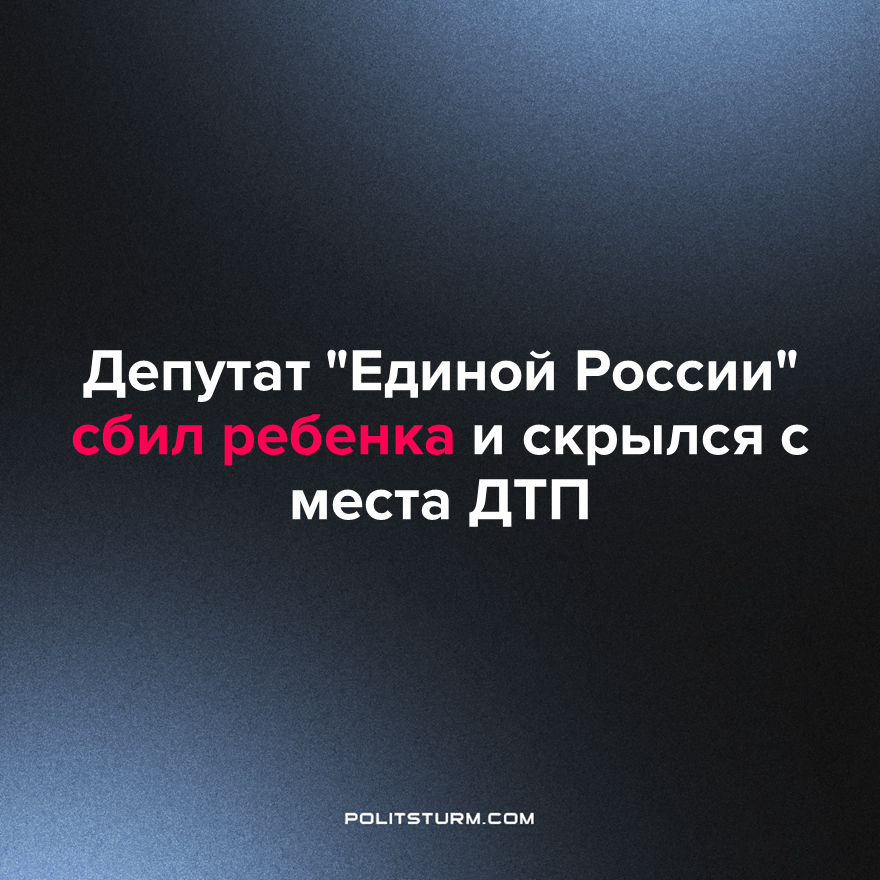 Депутат "Единой России"
сбил ребенка и скрылся с
места ДТП
POLITSTURM.COM